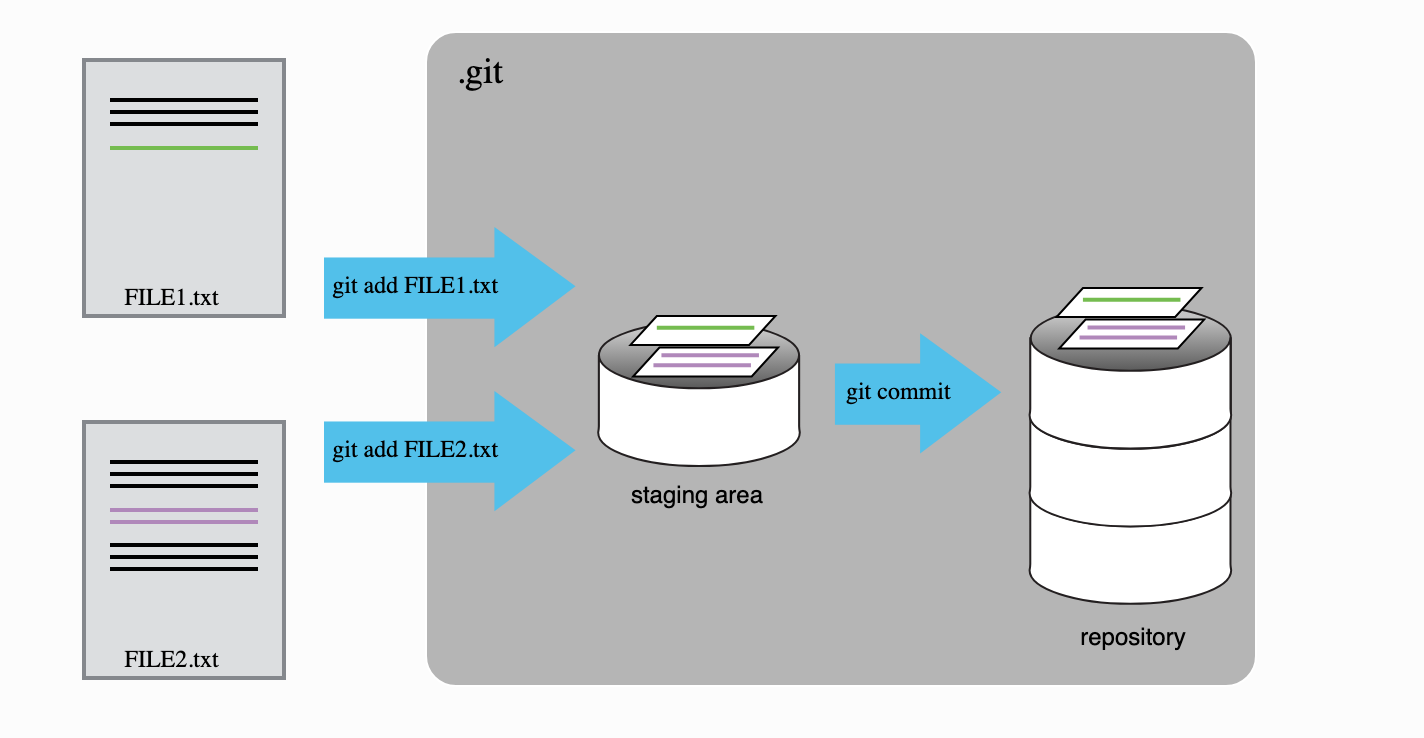 .git
FILE1.txt
git add FILE1.txt
git add FILE2.txt
git commit
staging area
repository
FILE2.txt